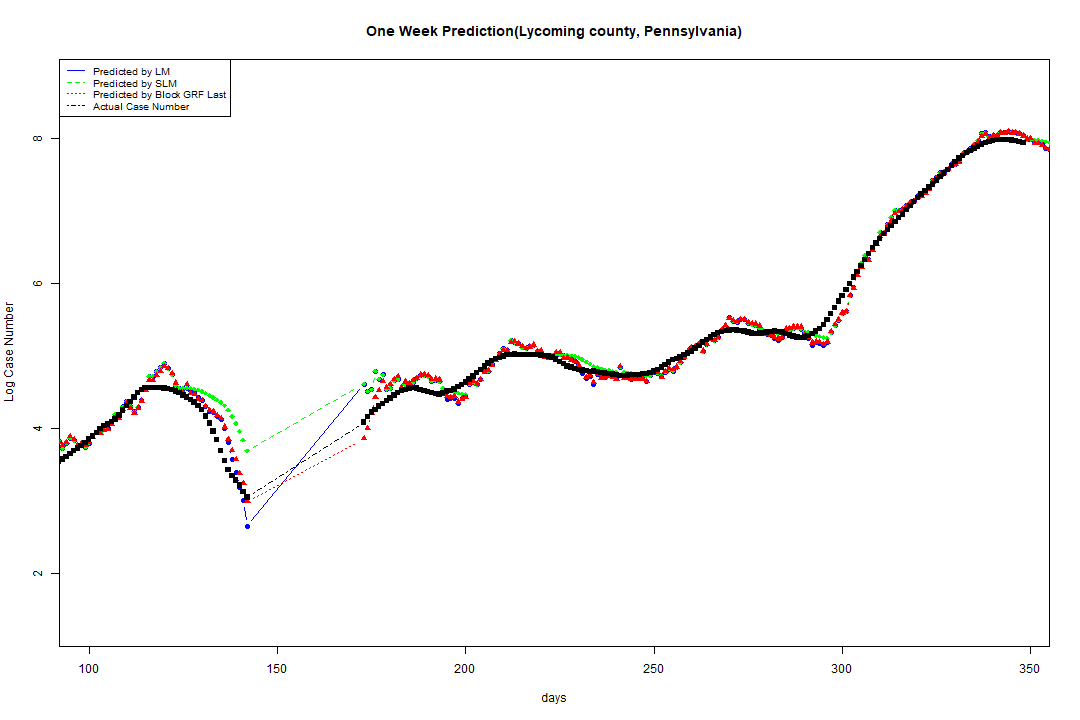 One Week Prediction(Lycoming county, Pennsylvania)
Predicted by LM
Predicted by SLM
Predicted by Block GRF Last
Actual Case Number
8
6
4
2
Log Case Number
100 150 200 250 300 350
days